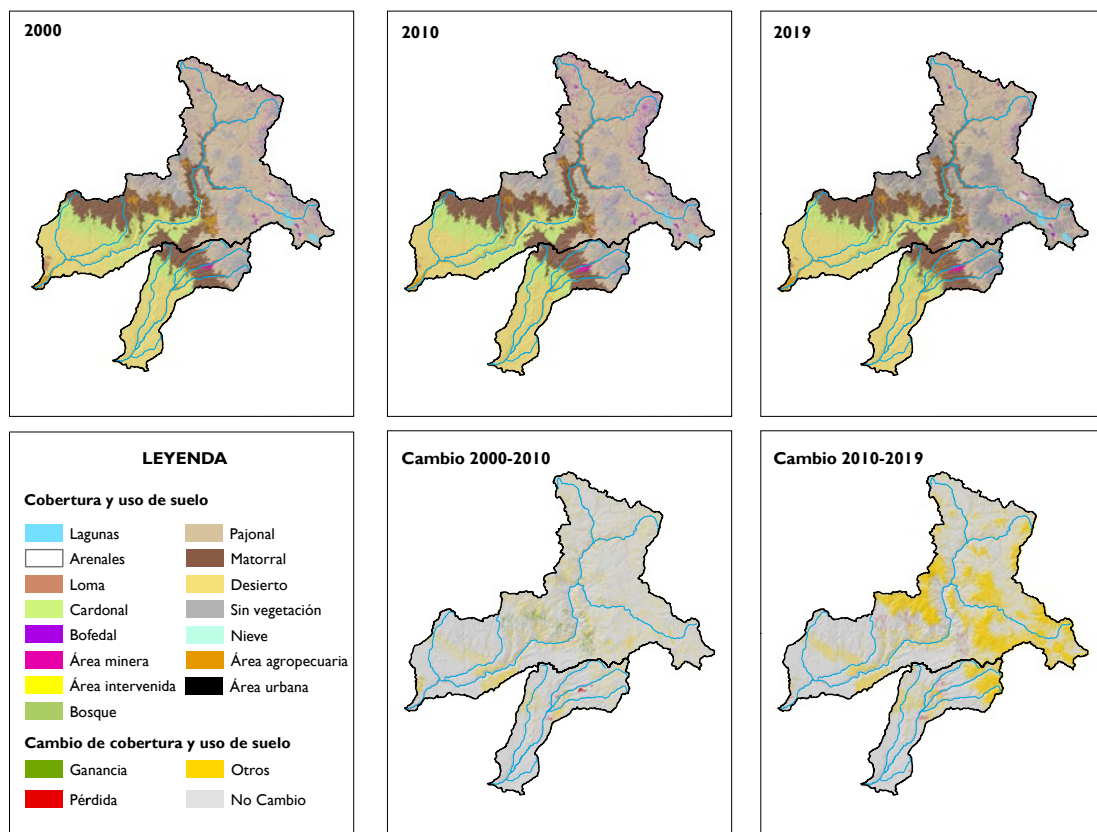 2000
2010
2019
LEYENDA
Cobertura y uso de suelo
Lagunas
Pajonal
Arenales
Matorral
Loma
Desierto
Cardonal
Sin vegetación
Bofedal
Nieve
Área minera
Área agropecuaria
Área intervenida
Área urbana
Bosque
Cambio de cobertura y uso de suelo
Ganancia
Otros
Pérdida
No Cambio
Cambio 2000-2010
Cambio 2010-2019